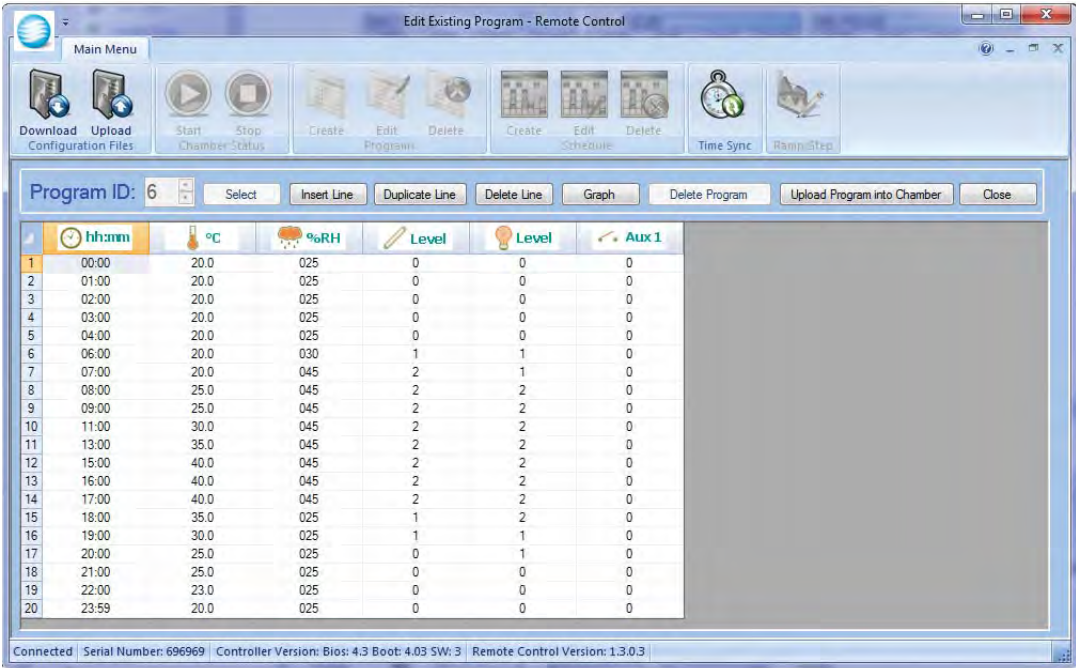 Edit Existing Program - Remote Control
Main Menu
Download Upload Start Stop Create Edit Delete Create Edit Delete
Configuration Files Chamber Status Programs Schedule Time Sync Ramp/Step
Program ID: 6 Select Insert Line Duplicate Line Delete Line Graph Delete Program Upload Program into Chamber Close
hh:mm °C %RH Level Level Aux 1
1 00:00 20.0 025 0 0 0
2 01:00 20.0 025 0 0 0
3 02:00 20.0 025 0 0 0
4 03:00 20.0 025 0 0 0
5 04:00 20.0 025 0 0 0
6 06:00 20.0 030 1 1 0
7 07:00 20.0 045 2 1 0
8 08:00 25.0 045 2 2 0
9 09:00 25.0 045 2 2 0
10 11:00 30.0 045 2 2 0
11 13:00 35.0 045 2 2 0
12 15:00 40.0 045 2 2 0
13 16:00 40.0 045 2 2 0
14 17:00 40.0 045 2 2 0
15 18:00 35.0 025 1 2 0
16 19:00 30.0 025 1 1 0
17 20:00 25.0 025 0 1 0
18 21:00 25.0 025 0 0 0
19 22:00 23.0 025 0 0 0
20 23:59 20.0 025 0 0 0
Connected Serial Number: 696969 Controller Version: Bios: 4.3 Boot: 4.03 SW: 3 Remote Control Version: 1.3.0.3